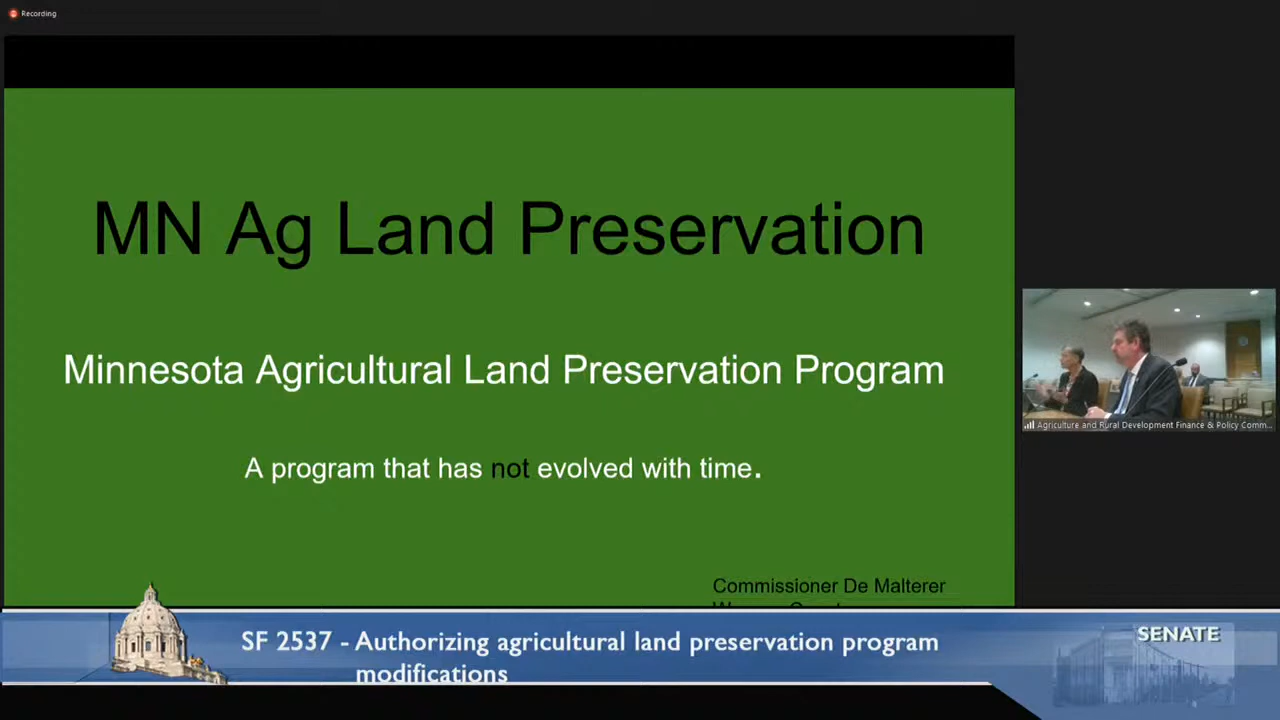 Recording
MN Ag Land Preservation
Minnesota Agricultural Land Preservation Program
A program that has not evolved with time.
Agriculture and Rural Development Finance & Policy Comm...
Commissioner De Malterer
SF 2537 - Authorizing agricultural land preservation program
modifications
SENATE